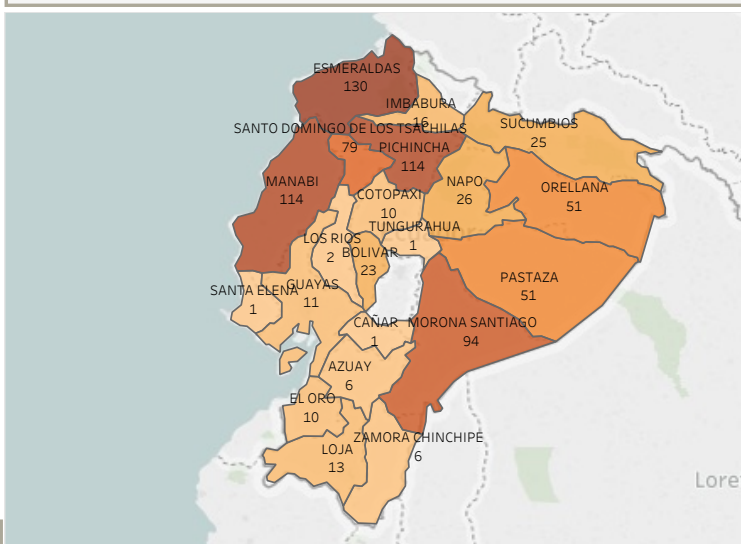 ESMERALDAS
130
IMBABURA
16
SANTO DOMINGO DE LOS TSACHILAS
79
SUCUMBIOS
25
PICHINCHA
114
MANABI
114
NAPO
26
ORELLANA
51
COTOPAXI
10
TUNGURAHUA
1
LOS RIOS
2
BOLIVAR
23
PASTAZA
51
SANTA ELENA
1
GUAYAS
11
CAÑAR
1
MORONA SANTIAGO
94
AZUAY
6
EL ORO
10
ZAMORA CHINCHIPE
6
LOJA
13
Lore